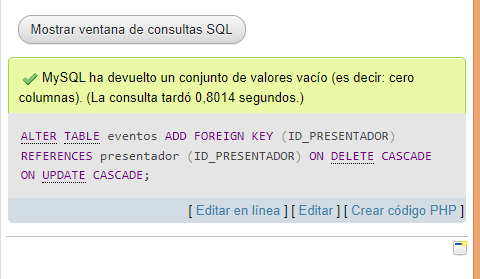 Mostrar ventana de consultas SQL
MySQL ha devuelto un conjunto de valores vacío (es decir: cero
columnas). (La consulta tardó 0,8014 segundos.)
ALTER TABLE eventos ADD FOREIGN KEY (ID_PRESENTADOR)
REFERENCES presentador (ID_PRESENTADOR) ON DELETE CASCADE
ON UPDATE CASCADE;
[ Editar en línea ] [ Editar ] [ Crear código PHP ]